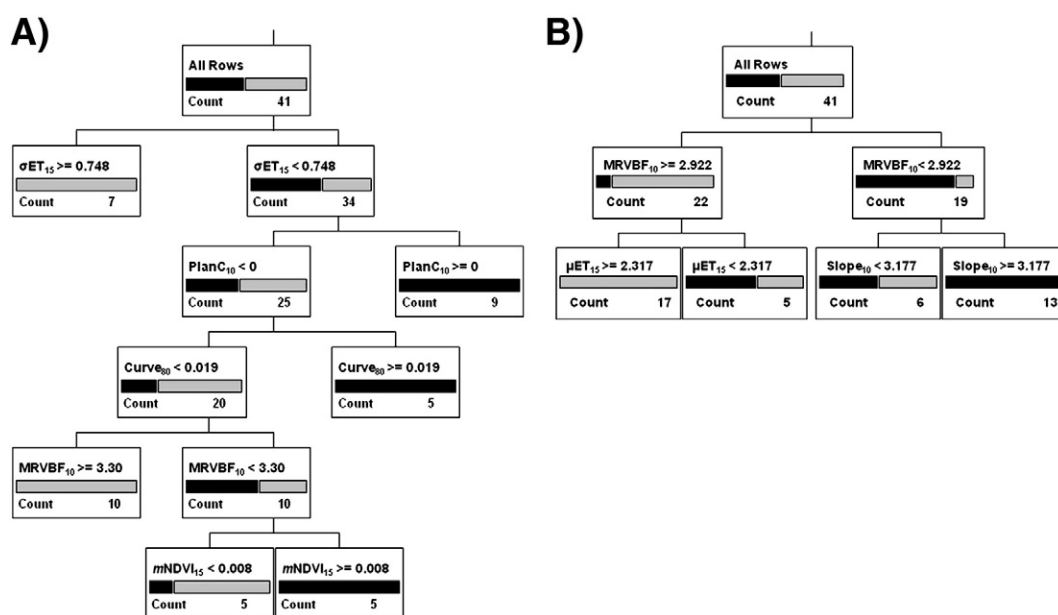 A)
All Rows
Count 41
σET₁₅ >= 0.748
Count 7
σET₁₅ < 0.748
Count 34
PlanC₁₀ < 0
Count 25
PlanC₁₀ >= 0
Count 9
Curve₈₀ < 0.019
Count 20
Curve₈₀ >= 0.019
Count 5
MRVBF₁₀ >= 3.30
Count 10
MRVBF₁₀ < 3.30
Count 10
mNDVI₁₅ < 0.008
Count 5
mNDVI₁₅ >= 0.008
Count 5
B)
All Rows
Count 41
MRVBF₁₀ >= 2.922
Count 22
MRVBF₁₀ < 2.922
Count 19
µET₁₅ >= 2.317
Count 17
µET₁₅ < 2.317
Count 5
Slope₁₀ < 3.177
Count 6
Slope₁₀ >= 3.177
Count 13